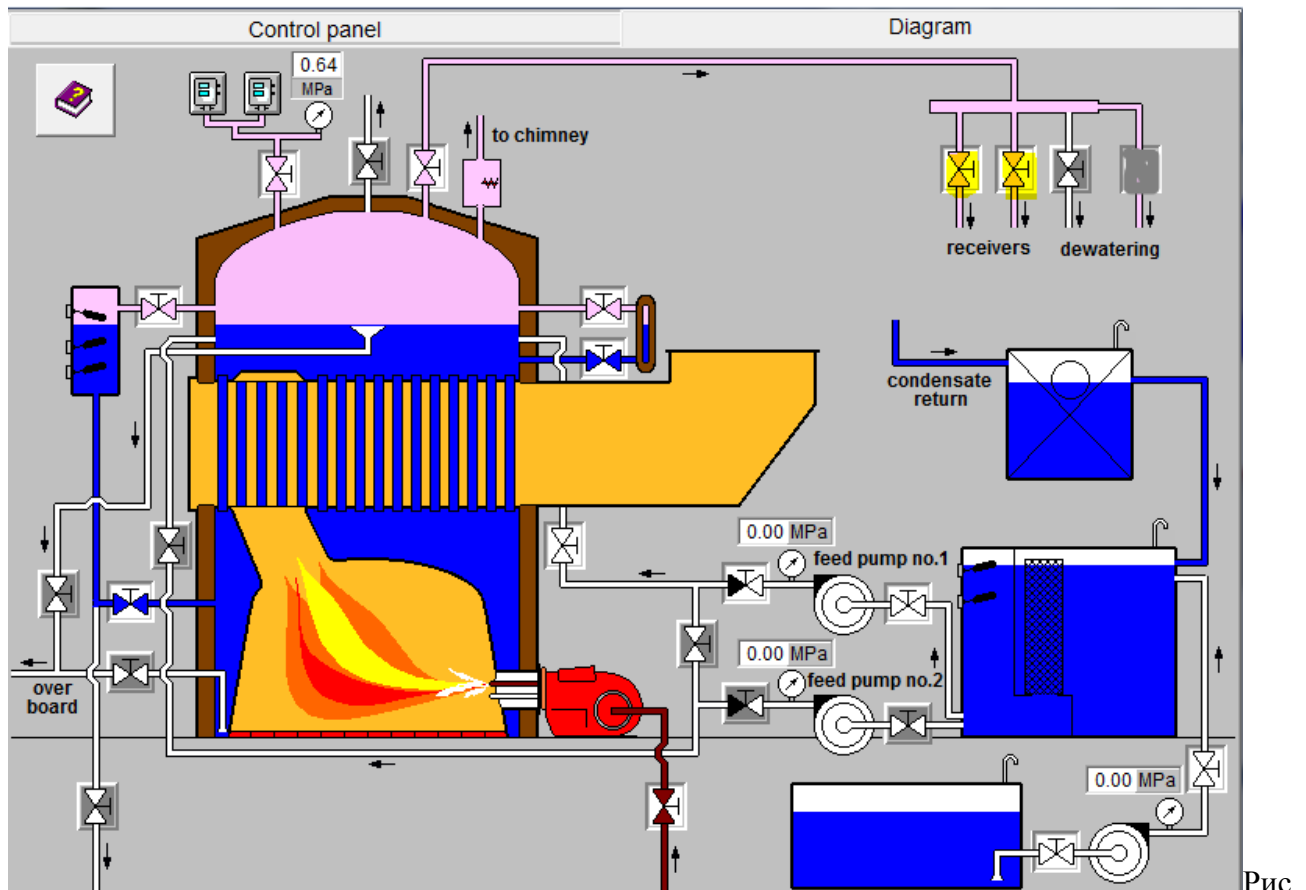 Control panel
Diagram
0.64
MPa
to chimney
receivers
dewatering
condensate
return
0.00 MPa
feed pump no.1
0.00 MPa
feed pump no.2
over
board
0.00 MPa
Рис